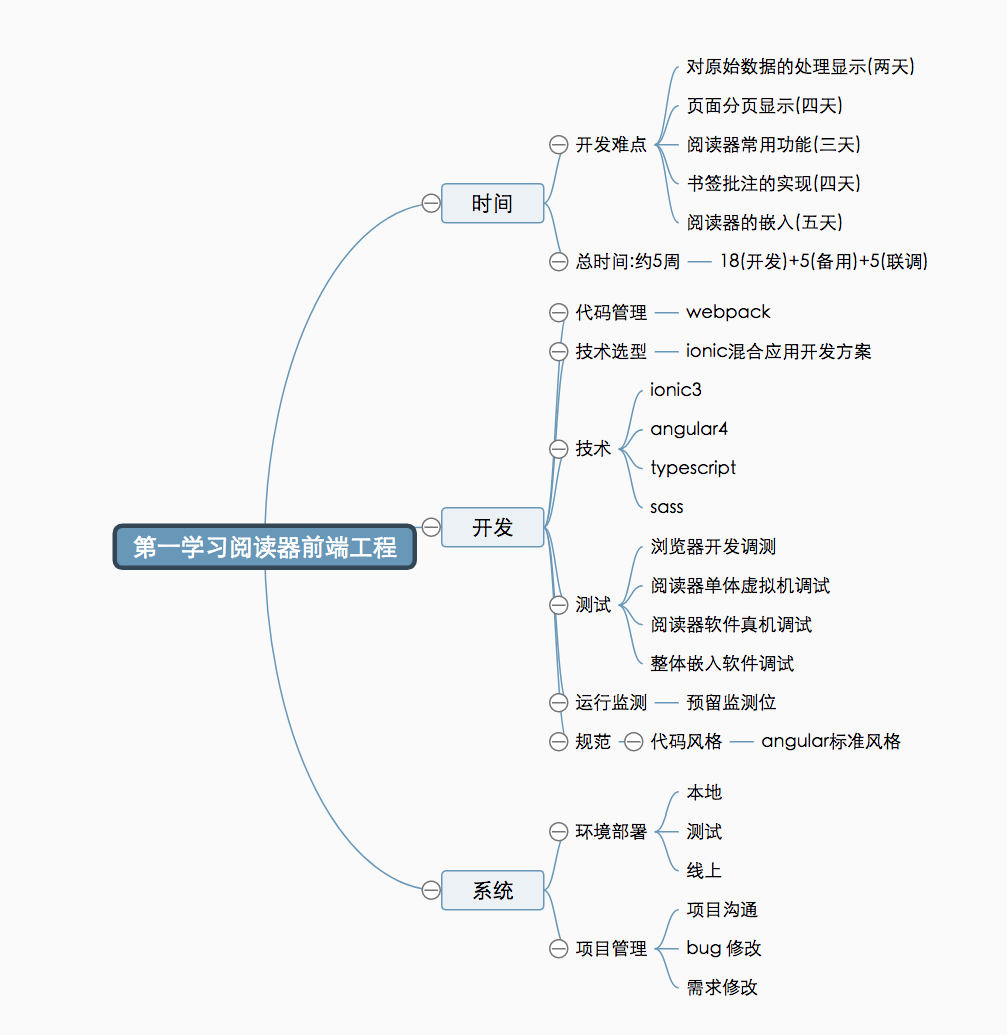 第一学习阅读器前端工程
时间
开发难点
对原始数据的处理显示(两天)
页面分页显示(四天)
阅读器常用功能(三天)
书签批注的实现(四天)
阅读器的嵌入(五天)
总时间:约5周
18(开发)+5(备用)+5(联调)
开发
代码管理
webpack
技术选型
ionic混合应用开发方案
技术
ionic3
angular4
typescript
sass
测试
浏览器开发调测
阅读器单体虚拟机调试
阅读器软件真机调试
整体嵌入软件调试
运行监测
预留监测位
规范
代码风格
angular标准风格
系统
环境部署
本地
测试
线上
项目管理
项目沟通
bug 修改
需求修改